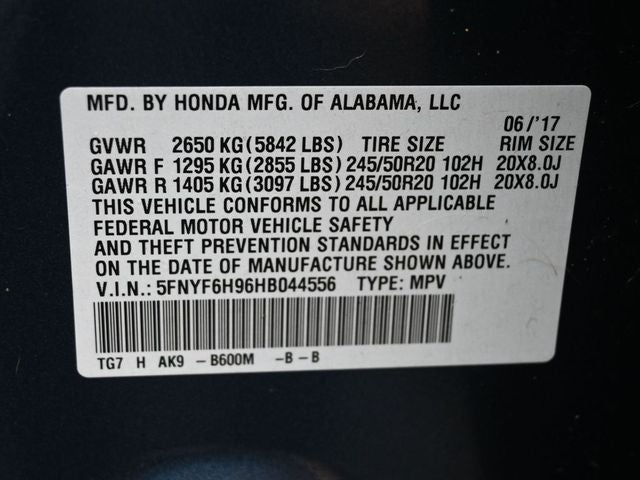 MFD. BY HONDA MFG. OF ALABAMA, LLC
06/'17
GVWR 2650 KG(5842 LBS) TIRE SIZE RIM SIZE
GAWR F 1295 KG (2855 LBS) 245/50R20 102H 20X8.0J
GAWR R 1405 KG (3097 LBS) 245/50R20 102H 20X8.0J
THIS VEHICLE CONFORMS TO ALL APPLICABLE
FEDERAL MOTOR VEHICLE SAFETY
AND THEFT PREVENTION STANDARDS IN EFFECT
ON THE DATE OF MANUFACTURE SHOWN ABOVE.
V.I.N.: 5FNYF6H96HB044556 TYPE: MPV
TG7 H AK9 -B600M -B-B